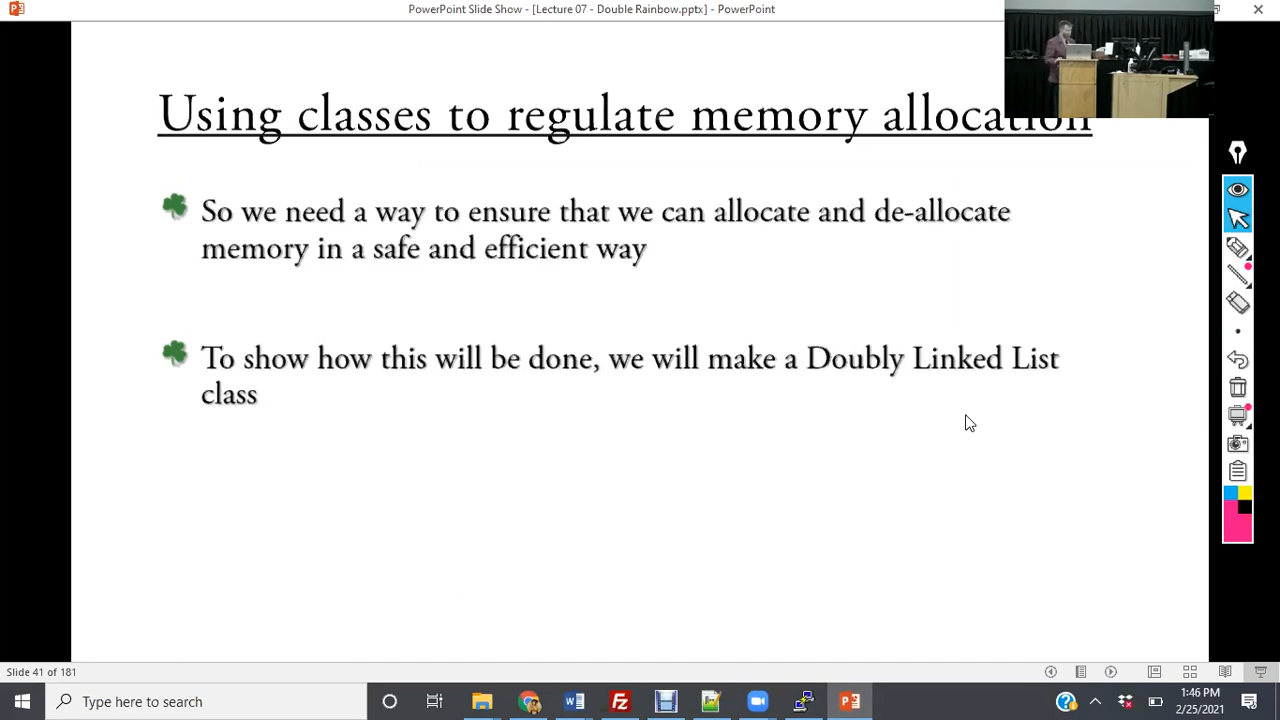 PowerPoint Slide Show - [Lecture 07 - Double Rainbow.pptx] - PowerPoint
Using classes to regulate memory allocation
So we need a way to ensure that we can allocate and de-allocate
memory in a safe and efficient way
To show how this will be done, we will make a Doubly Linked List
class
Slide 41 of 181
Type here to search
1:46 PM
2/25/2021